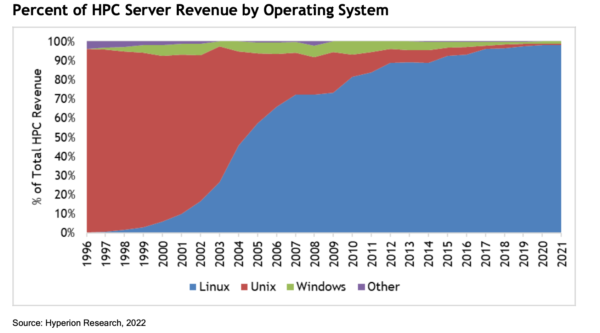 Percent of HPC Server Revenue by Operating System
% of Total HPC Revenue
100%
90%
80%
70%
60%
50%
40%
30%
20%
10%
0%
1996 1997 1998 1999 2000 2001 2002 2003 2004 2005 2006 2007 2008 2009 2010 2011 2012 2013 2014 2015 2016 2017 2018 2019 2020 2021
Linux Unix Windows Other
Source: Hyperion Research, 2022